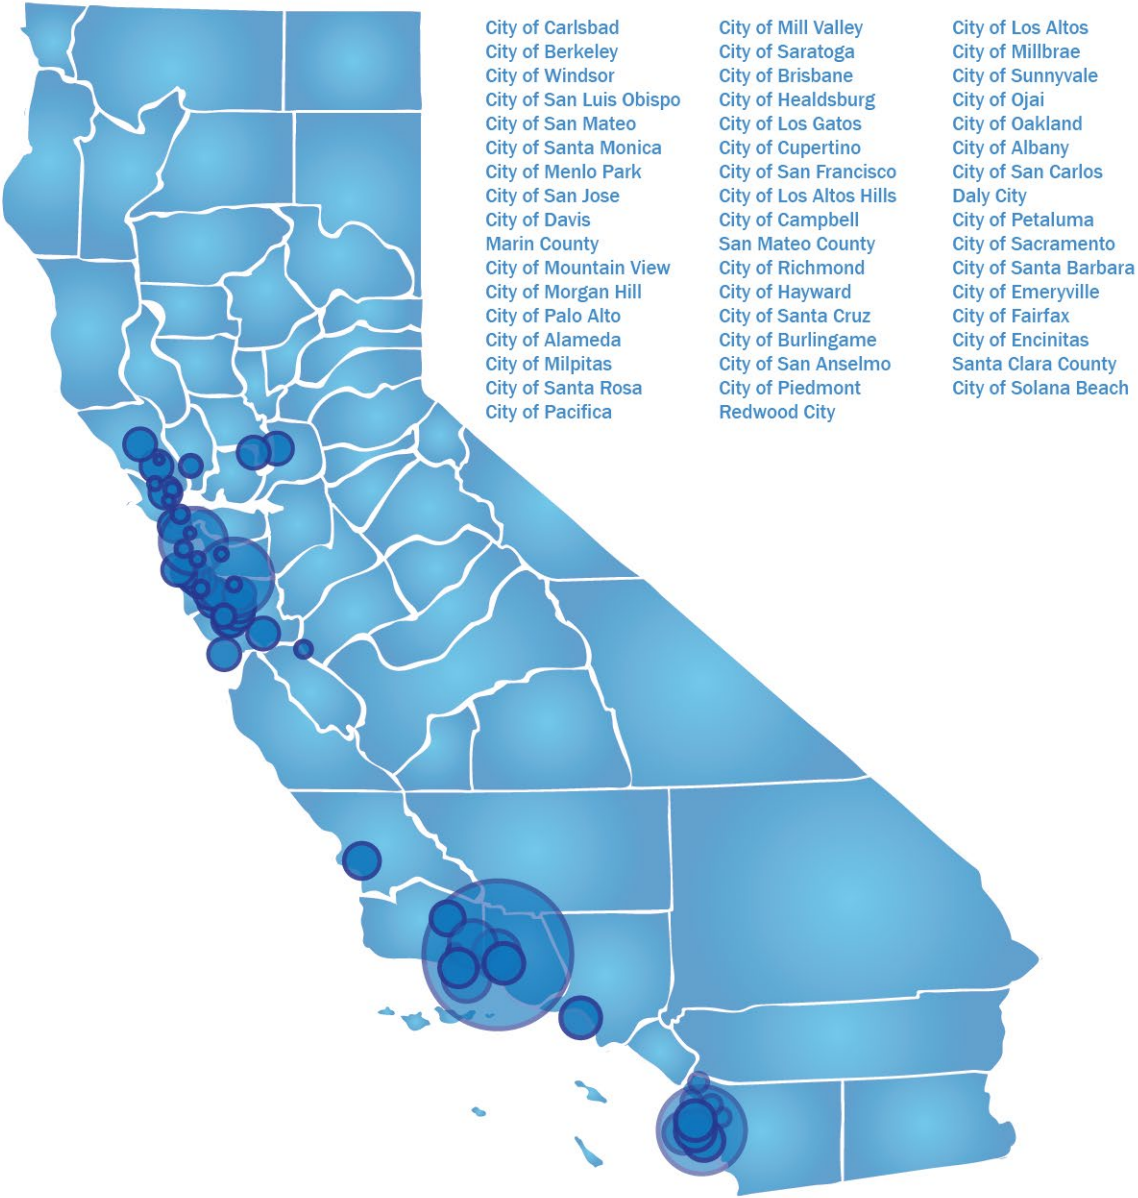 City of Carlsbad
City of Berkeley
City of Windsor
City of San Luis Obispo
City of San Mateo
City of Santa Monica
City of Menlo Park
City of San Jose
City of Davis
Marin County
City of Mountain View
City of Morgan Hill
City of Palo Alto
City of Alameda
City of Milpitas
City of Santa Rosa
City of Pacifica
City of Mill Valley
City of Saratoga
City of Brisbane
City of Healdsburg
City of Los Gatos
City of Cupertino
City of San Francisco
City of Los Altos Hills
City of Campbell
San Mateo County
City of Richmond
City of Hayward
City of Santa Cruz
City of Burlingame
City of San Anselmo
City of Piedmont
Redwood City
City of Los Altos
City of Millbrae
City of Sunnyvale
City of Ojai
City of Oakland
City of Albany
City of San Carlos
Daly City
City of Petaluma
City of Sacramento
City of Santa Barbara
City of Emeryville
City of Fairfax
City of Encinitas
Santa Clara County
City of Solana Beach